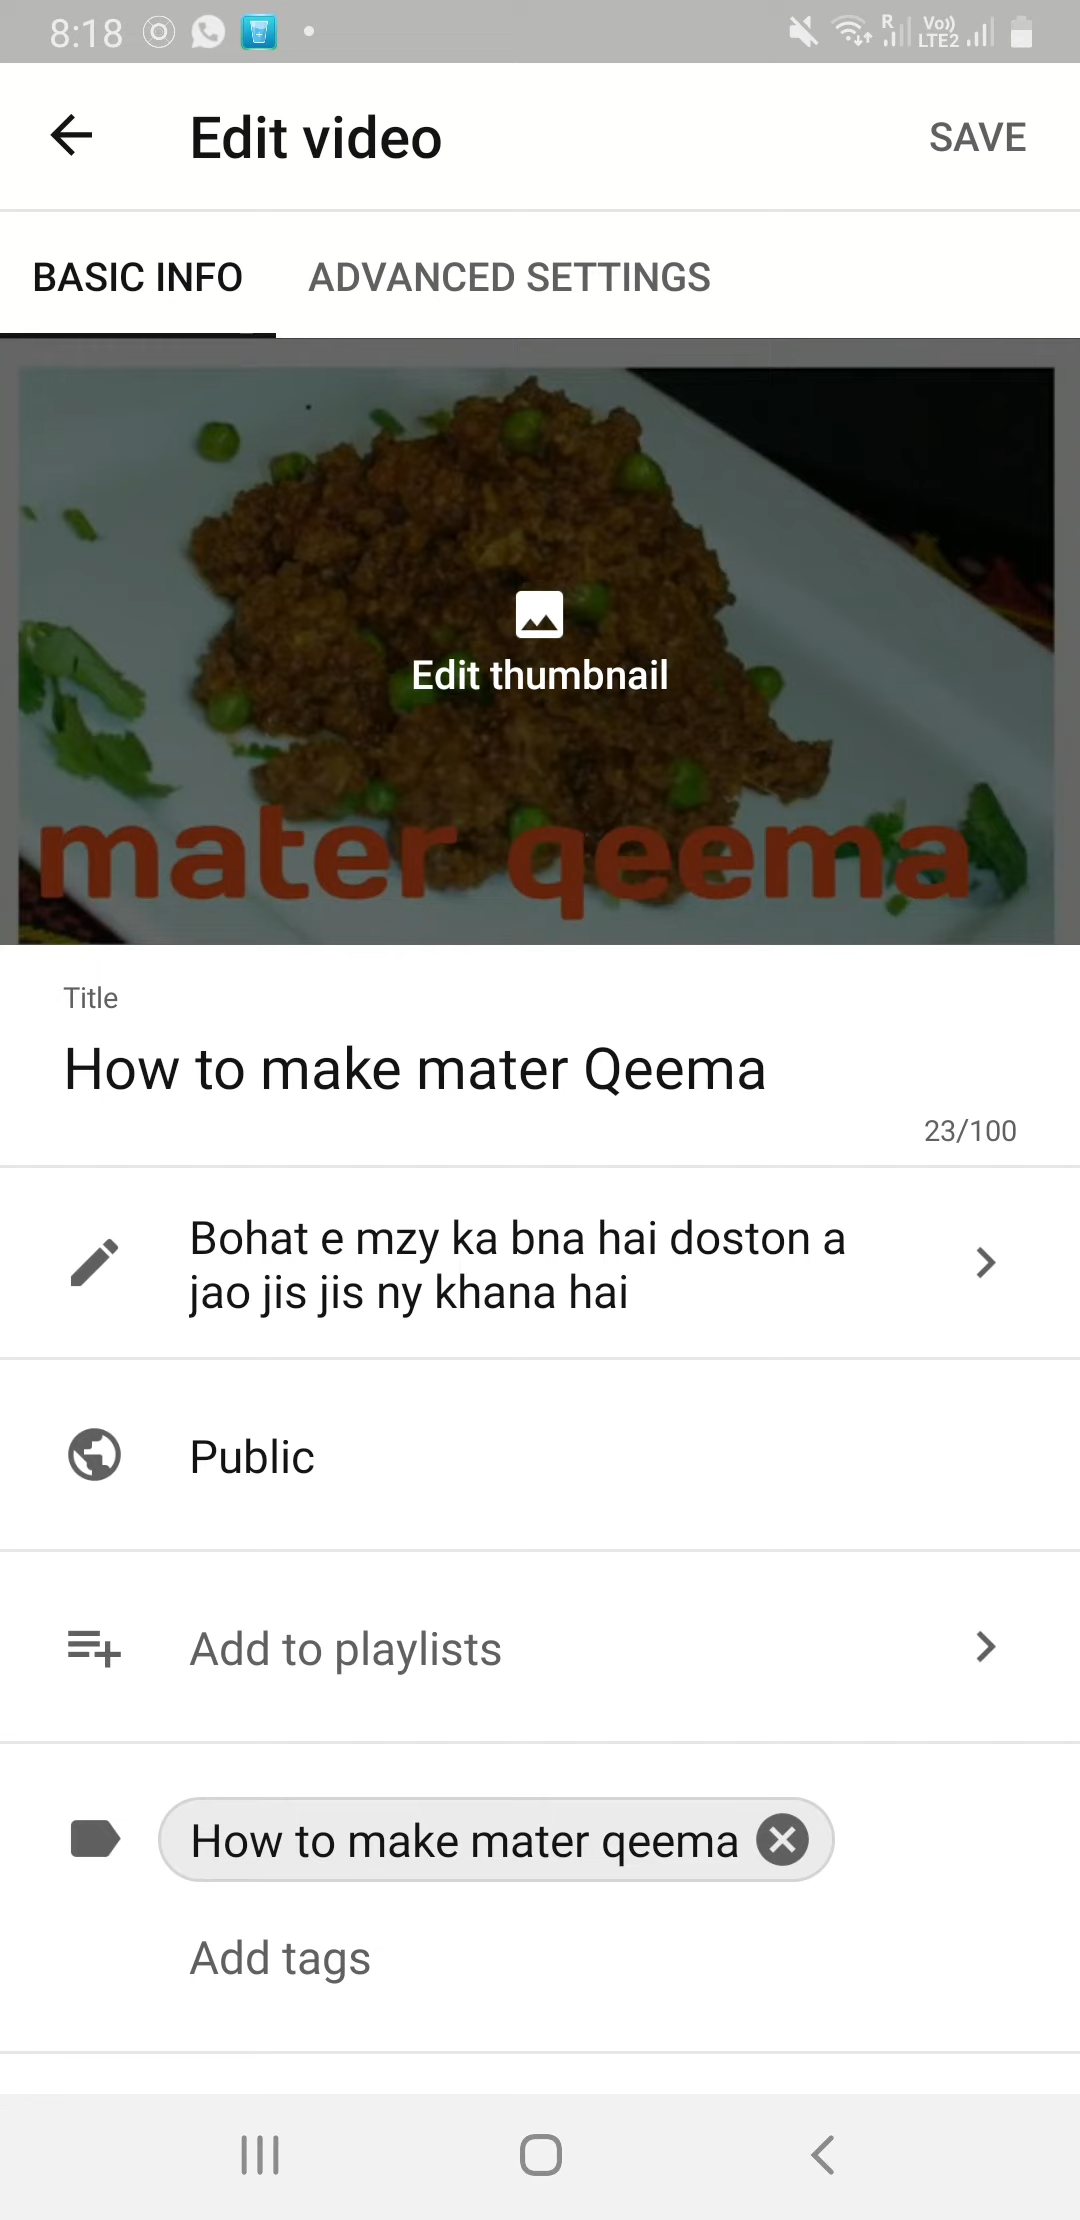 8:18
R
Vo))
LTE2
Edit video
SAVE
BASIC INFO
ADVANCED SETTINGS
Edit thumbnail
mater qeema
Title
How to make mater Qeema
23/100
Bohat e mzy ka bna hai doston a
jao jis jis ny khana hai
Public
Add to playlists
How to make mater qeema
Add tags